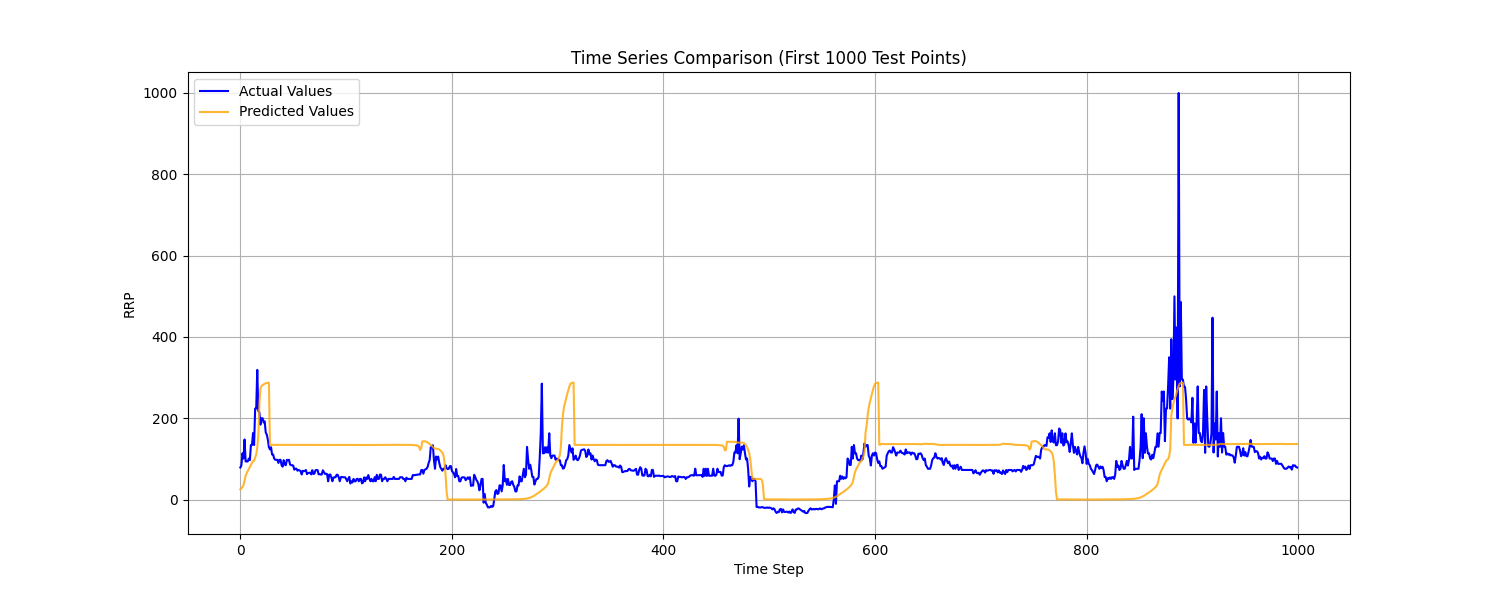 Time Series Comparison (First 1000 Test Points)
Actual Values
Predicted Values
1000
800
600
400
200
0
RRP
0
200
400
600
800
1000
Time Step